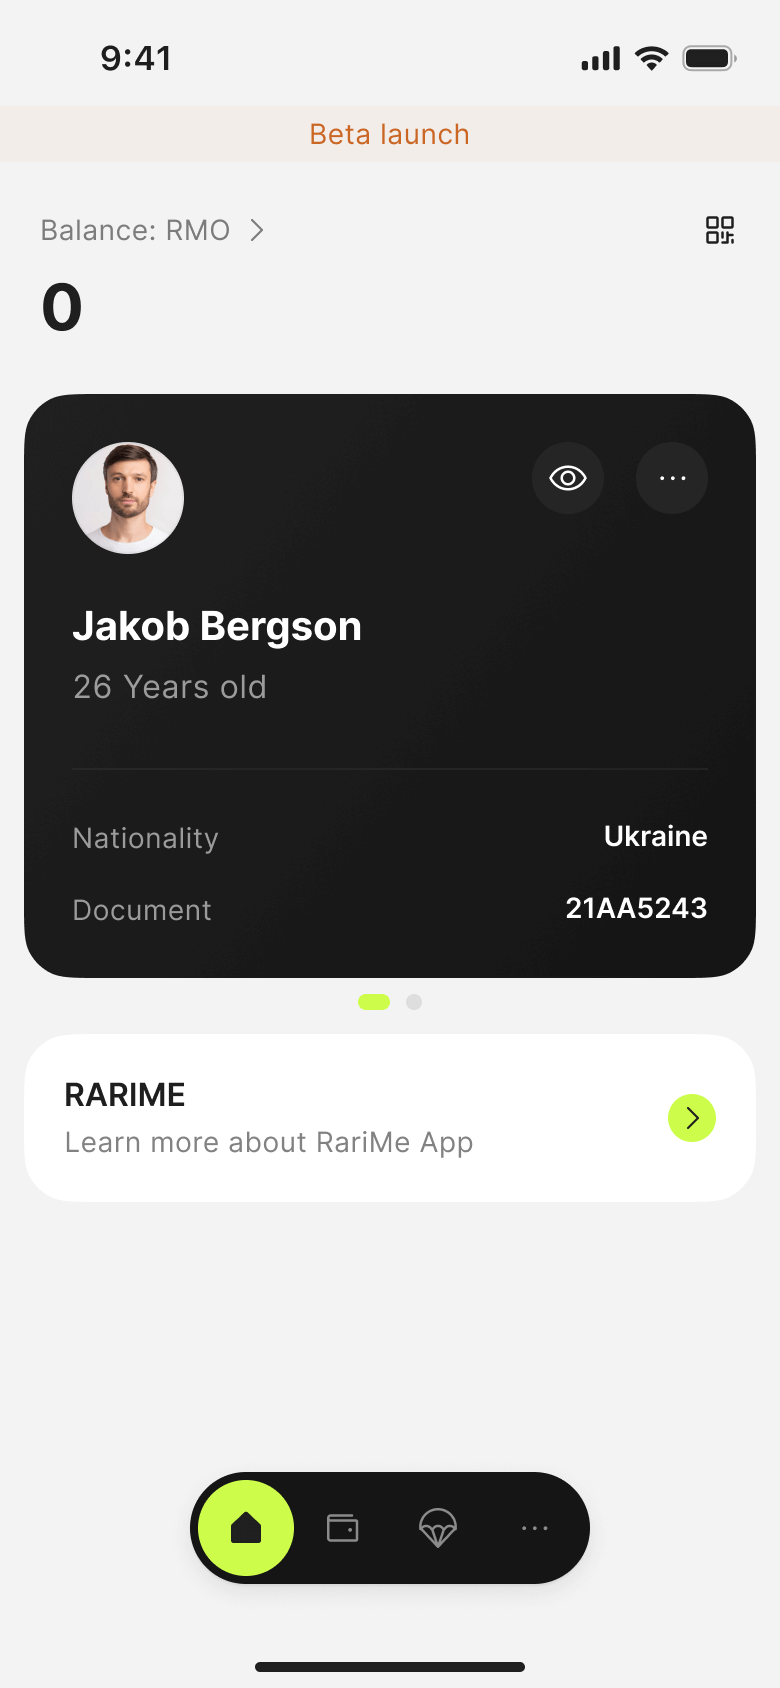 9:41
Beta launch
Balance: RMO
0
Jakob Bergson
26 Years old
Nationality Ukraine
Document 21AA5243
RARIME
Learn more about RariMe App